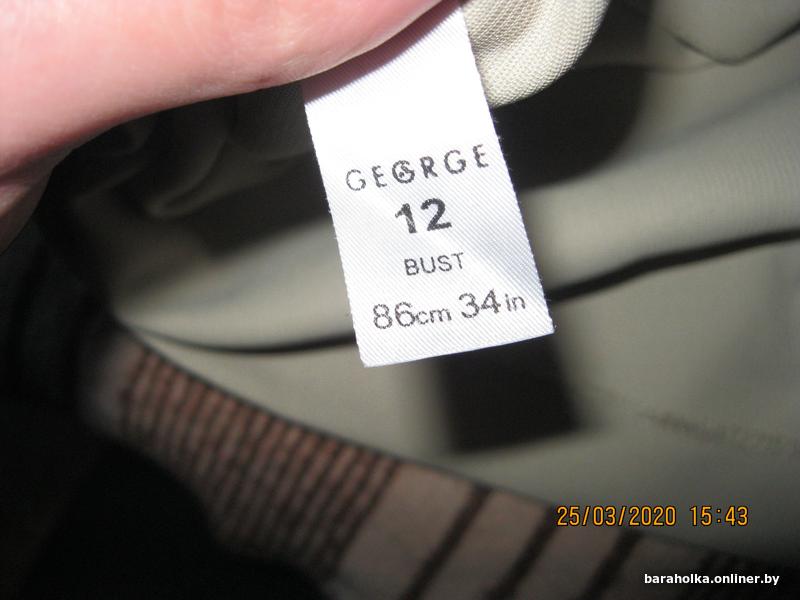 GEORGE
12
BUST
86cm 34in
25/03/2020 15:43
baraholka.onliner.by